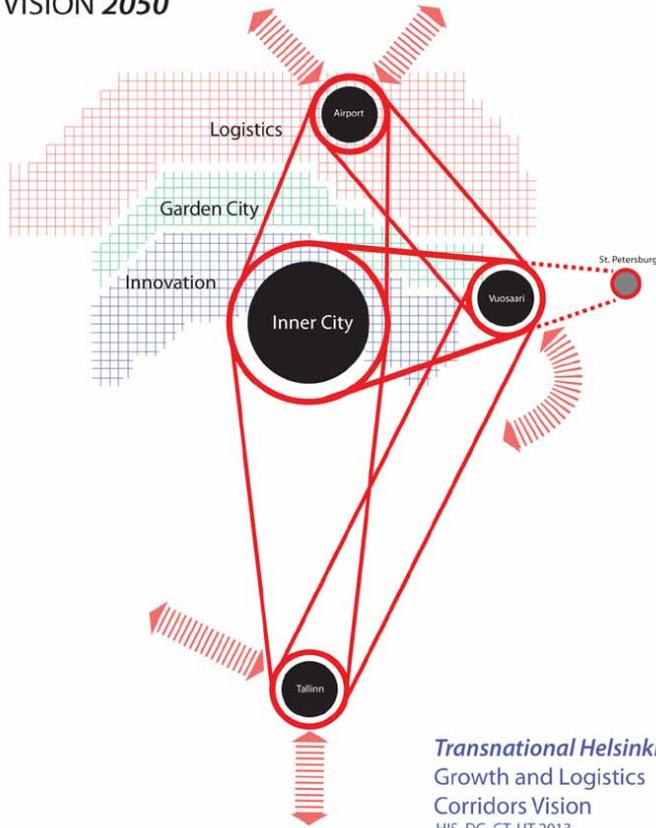 VISION 2050
Airport
Logistics
Garden City
St. Petersburg
Innovation
Vuosaari
Inner City
Tallinn
Transnational Helsinki
Growth and Logistics
Corridors Vision